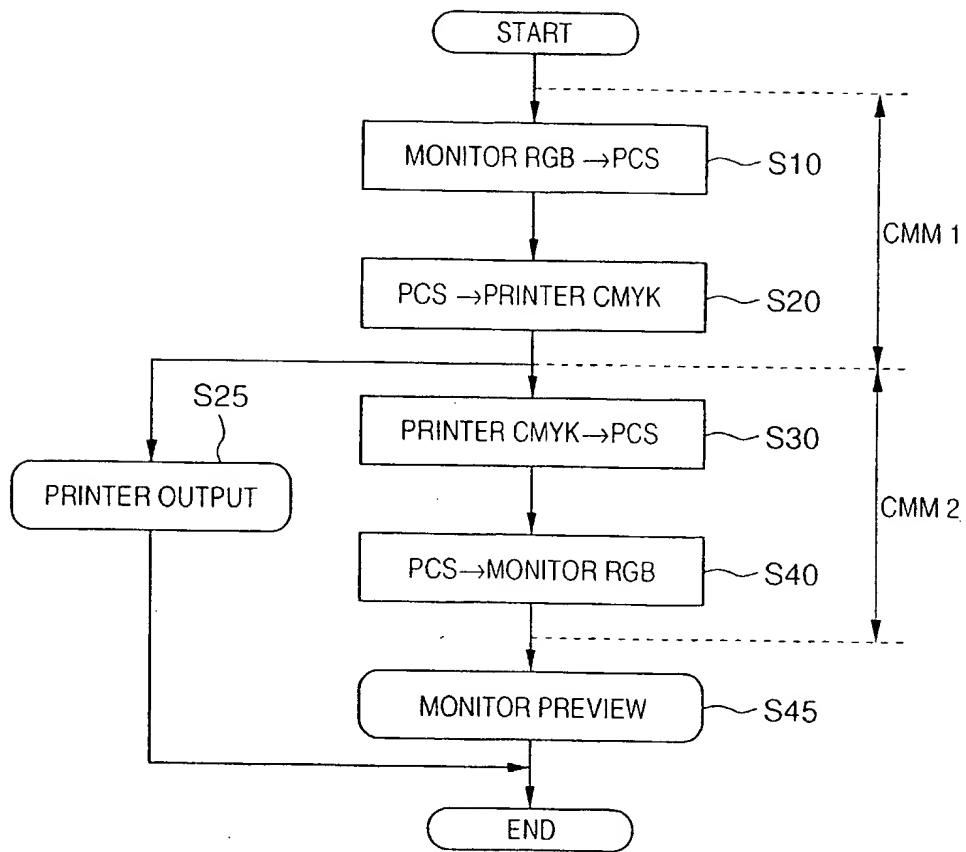 START
MONITOR RGB →PCS
S10
CMM 1
PCS →PRINTER CMYK
S20
S25
PRINTER CMYK→PCS
S30
PRINTER OUTPUT
CMM 2
PCS→MONITOR RGB
S40
MONITOR PREVIEW
S45
END